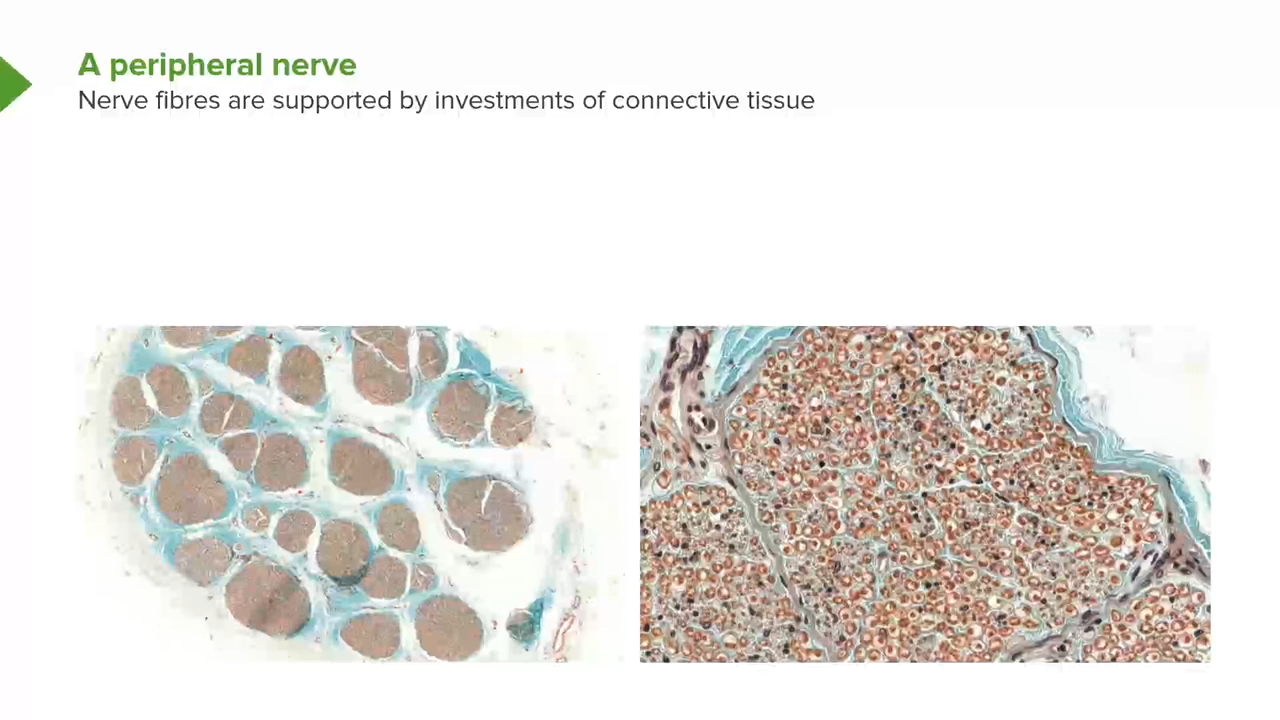 A peripheral nerve
Nerve fibres are supported by investments of connective tissue